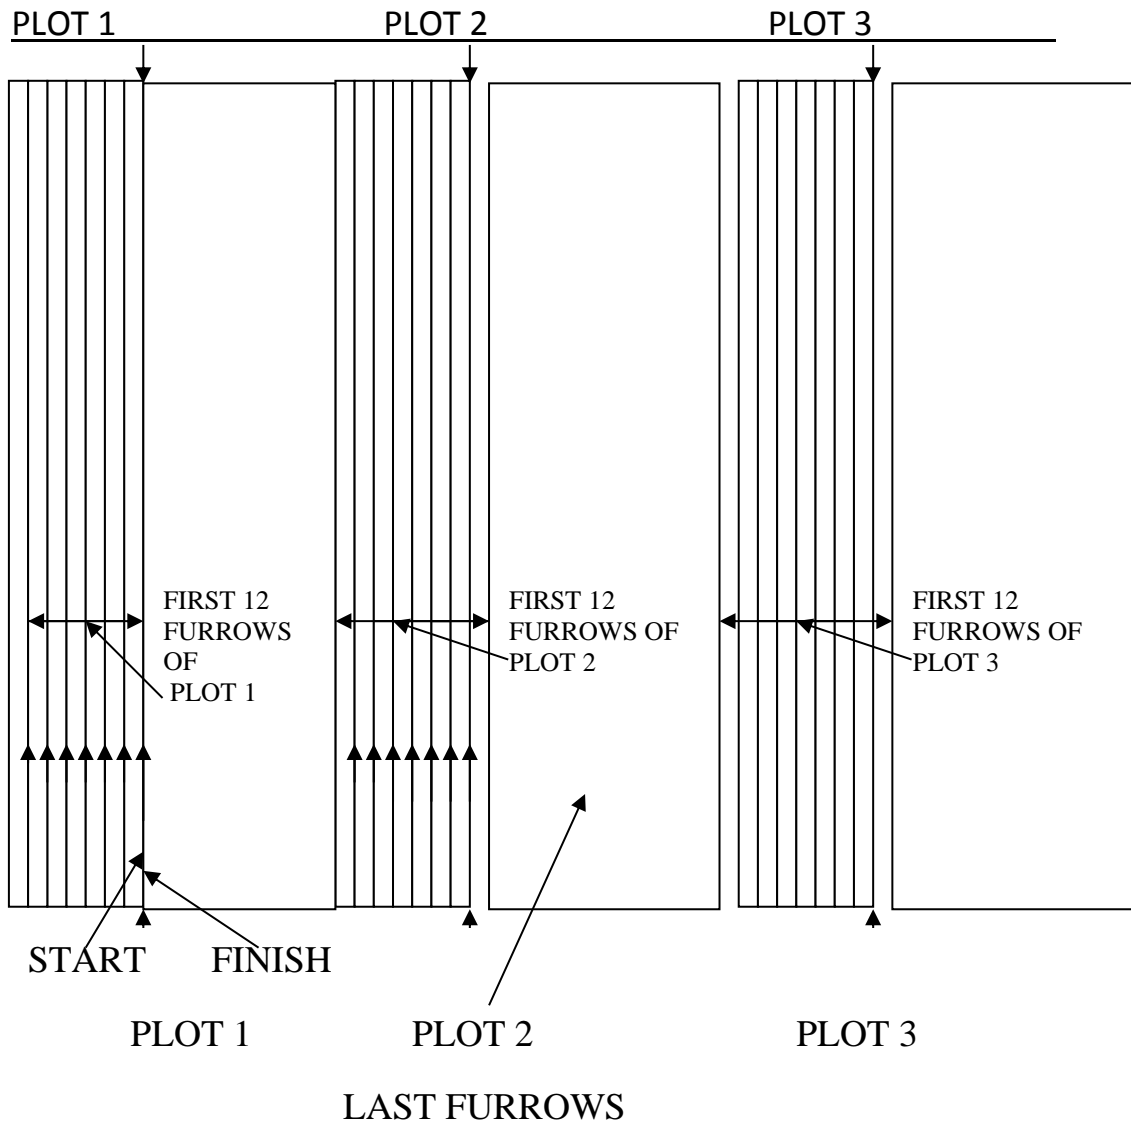 PLOT 1
PLOT 2
PLOT 3
FIRST 12
FURROWS
OF
PLOT 1
FIRST 12
FURROWS OF
PLOT 2
FIRST 12
FURROWS OF
PLOT 3
START
FINISH
PLOT 1
PLOT 2
PLOT 3
LAST FURROWS